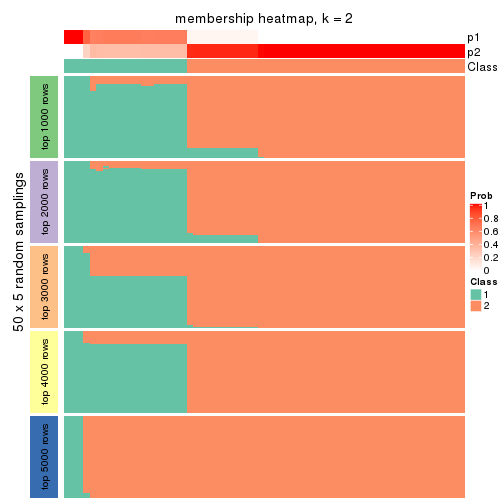 membership heatmap, k = 2
p1
p2
Class
50 x 5 random samplings
top 1000 rows
top 2000 rows
top 3000 rows
top 4000 rows
top 5000 rows
Prob
1
0.8
0.6
0.4
0.2
0
Class
1
2